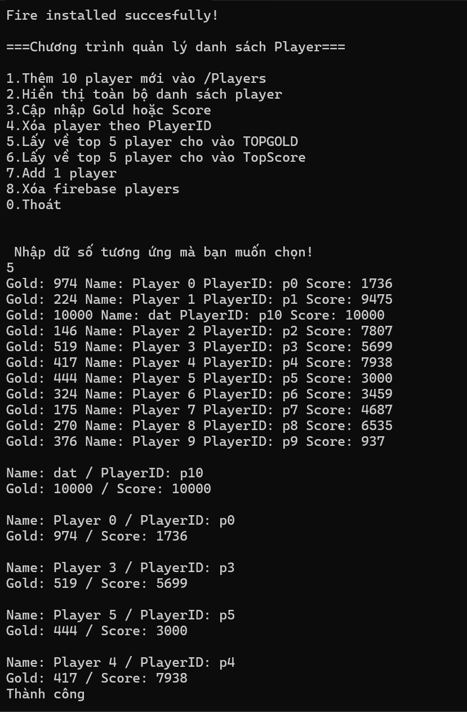 Fire installed succesfully!
===Chương trình quản lý danh sách Player===
1.Thêm 10 player mới vào /Players
2.Hiển thị toàn bộ danh sách player
3.Cập nhập Gold hoặc Score
4.Xóa player theo PlayerID
5.Lấy về top 5 player cho vào TOPGOLD
6.Lấy về top 5 player cho vào TopScore
7.Add 1 player
8.Xóa firebase players
0.Thoát
Nhập dữ số tương ứng mà bạn muốn chọn!
5
Gold: 974 Name: Player 0 PlayerID: p0 Score: 1736
Gold: 224 Name: Player 1 PlayerID: p1 Score: 9475
Gold: 10000 Name: dat PlayerID: p10 Score: 10000
Gold: 146 Name: Player 2 PlayerID: p2 Score: 7807
Gold: 519 Name: Player 3 PlayerID: p3 Score: 5699
Gold: 417 Name: Player 4 PlayerID: p4 Score: 7938
Gold: 444 Name: Player 5 PlayerID: p5 Score: 3000
Gold: 324 Name: Player 6 PlayerID: p6 Score: 3459
Gold: 175 Name: Player 7 PlayerID: p7 Score: 4687
Gold: 270 Name: Player 8 PlayerID: p8 Score: 6535
Gold: 376 Name: Player 9 PlayerID: p9 Score: 937
Name: dat / PlayerID: p10
Gold: 10000 / Score: 10000
Name: Player 0 / PlayerID: p0
Gold: 974 / Score: 1736
Name: Player 3 / PlayerID: p3
Gold: 519 / Score: 5699
Name: Player 5 / PlayerID: p5
Gold: 444 / Score: 3000
Name: Player 4 / PlayerID: p4
Gold: 417 / Score: 7938
Thành công